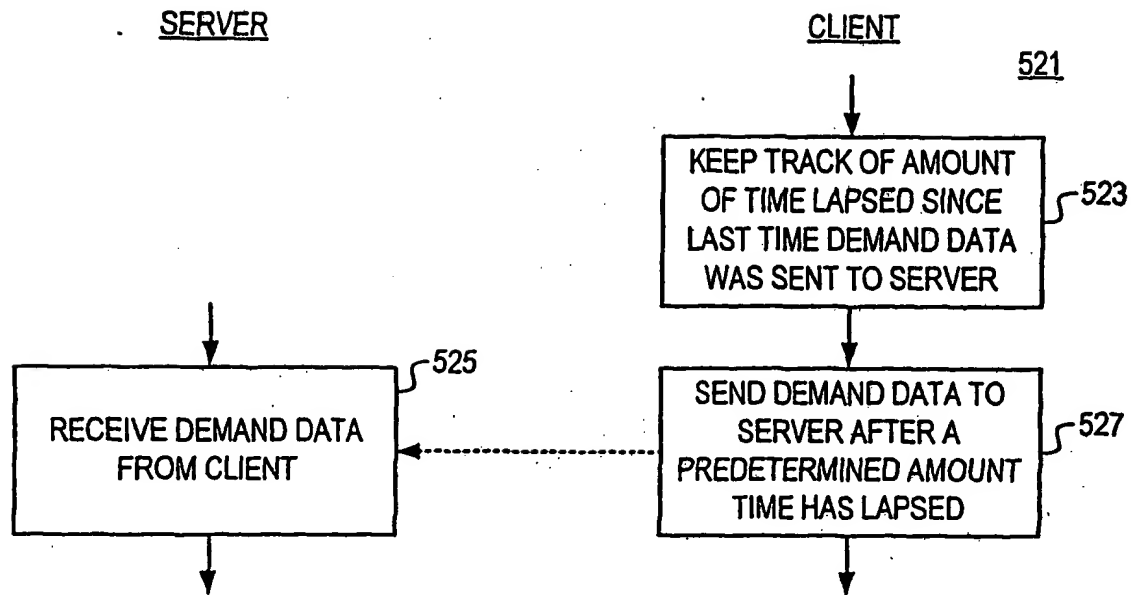 SERVER
CLIENT
521
KEEP TRACK OF AMOUNT
OF TIME LAPSED SINCE
LAST TIME DEMAND DATA
WAS SENT TO SERVER
523
RECEIVE DEMAND DATA
FROM CLIENT
525
SEND DEMAND DATA TO
SERVER AFTER A
PREDETERMINED AMOUNT
TIME HAS LAPSED
527